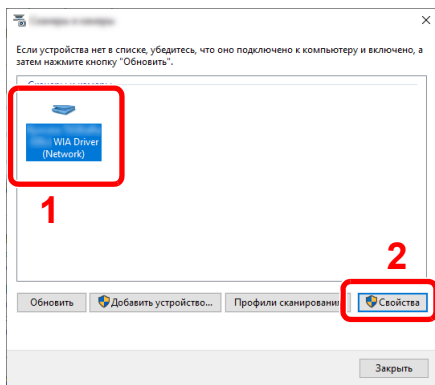 Если устройства нет в списке, убедитесь, что оно подключено к компьютеру и включено, а
затем нажмите кнопку "Обновить".
WIA Driver
(Network)
1
2
Обновить
Добавить устройство...
Профили сканирования
Свойства
Закрыть